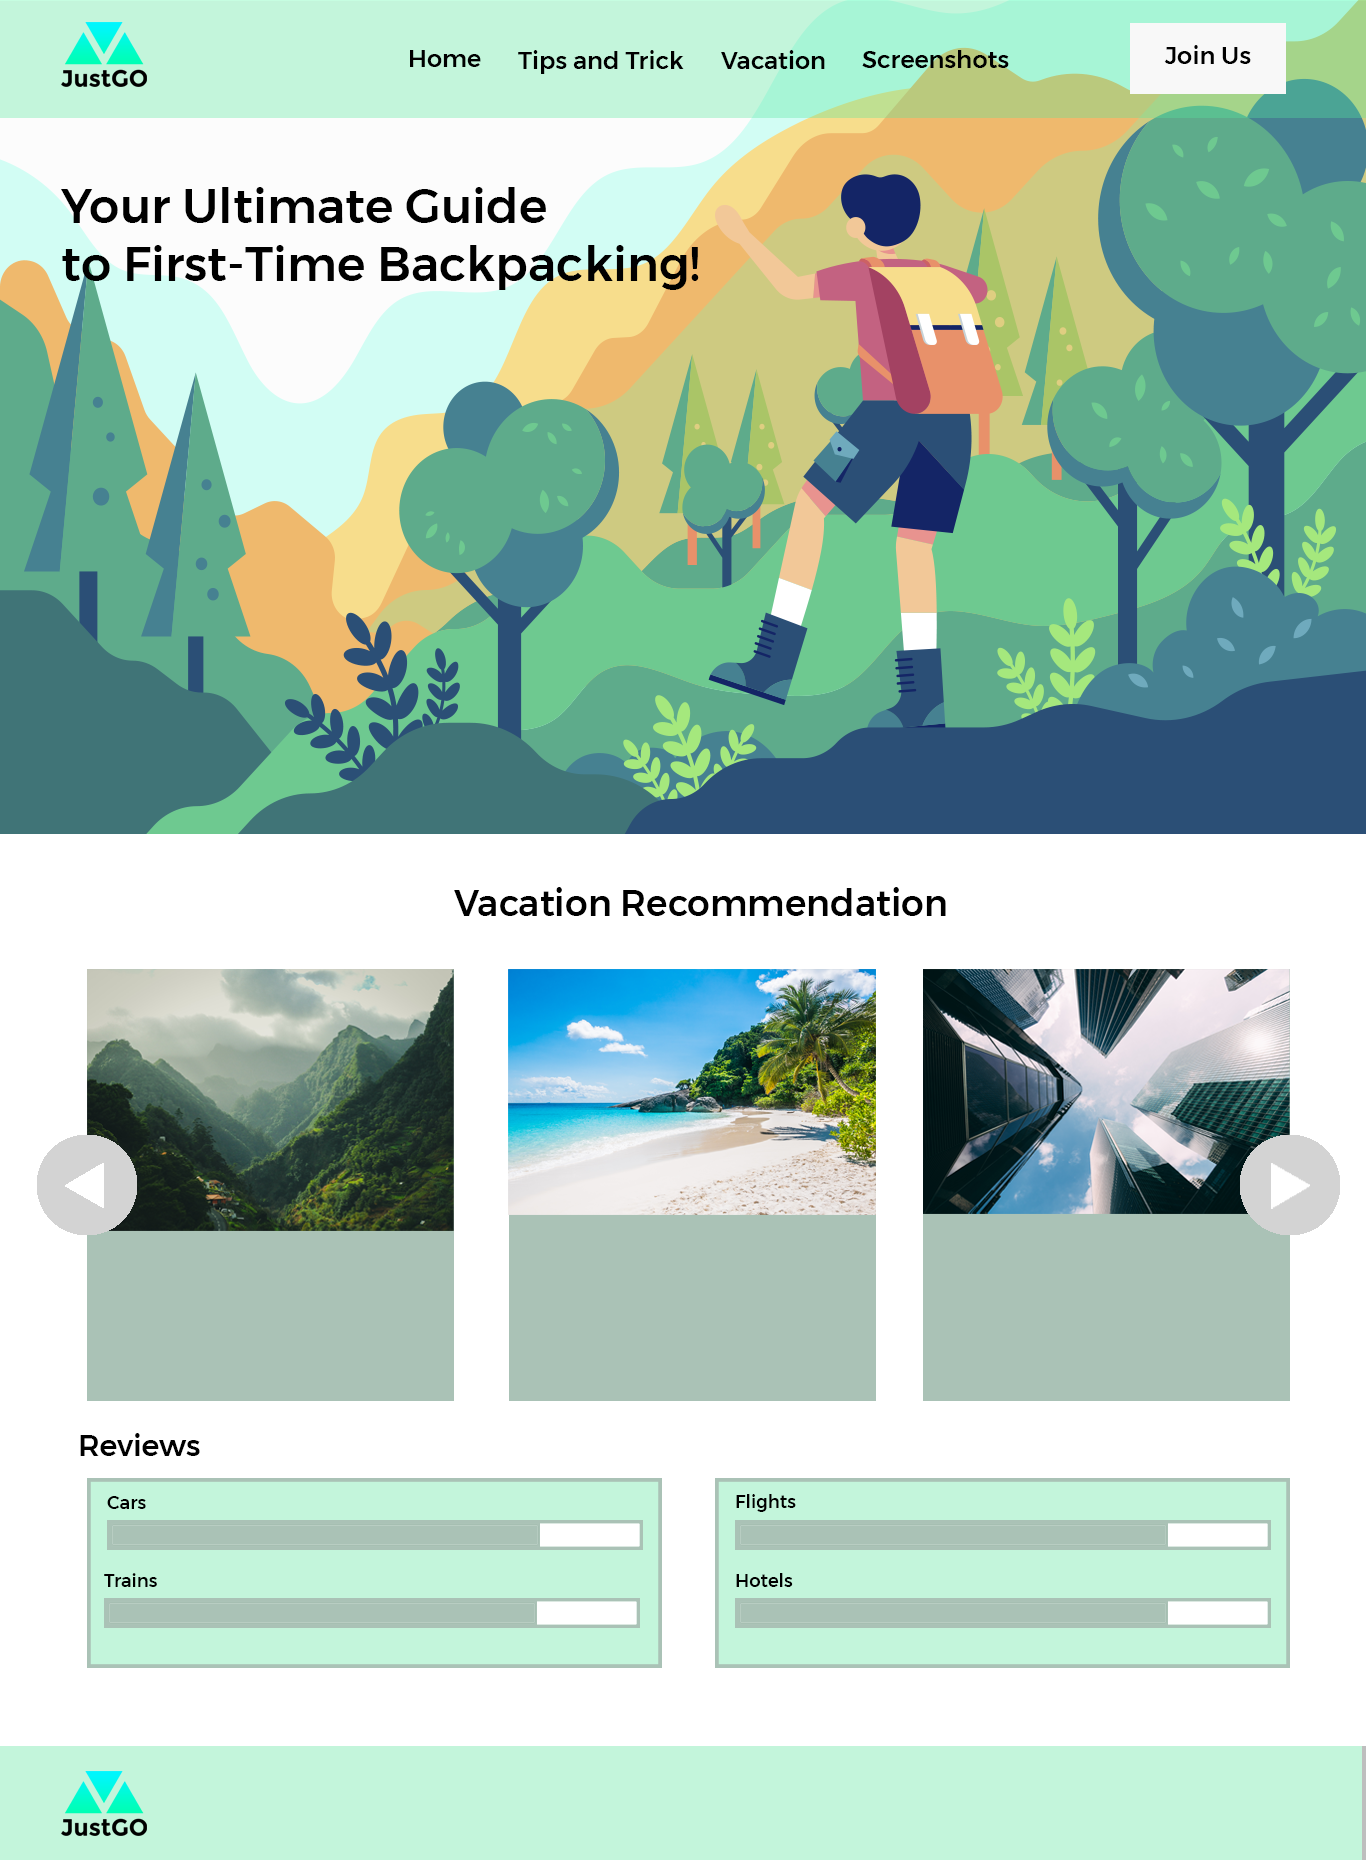 JustGO
Home
Tips and Trick
Vacation
Screenshots
Join Us
Your Ultimate Guide
to First-Time Backpacking!
Vacation Recommendation
Reviews
Cars
Trains
Flights
Hotels
JustGO